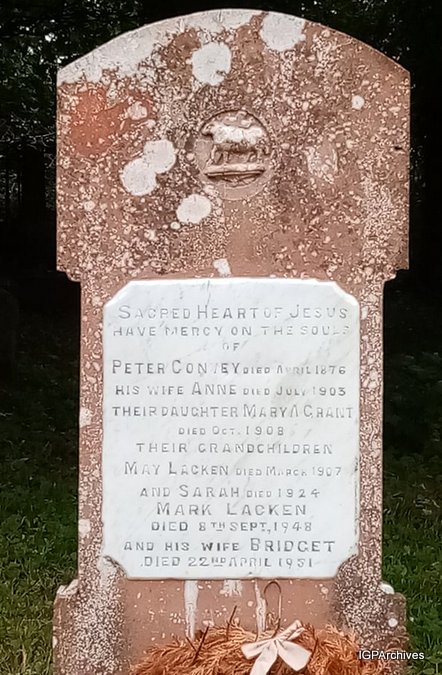 SACRED HEART OF JESUS
HAVE MERCY ON THE SOULS
OF
PETER CONVEY DIED APRIL 1876
HIS WIFE ANNE DIED JULY 1903
THEIR DAUGHTER MARY A GRANT
DIED OCT. 1908
THEIR GRANDCHILDREN
MAY LACKEN DIED MARCH 1907
AND SARAH DIED 1924
MARK LACKEN
DIED 8TH SEPT, 1948
AND HIS WIFE BRIDGET
DIED 22ND APRIL 1951
IGPArchives